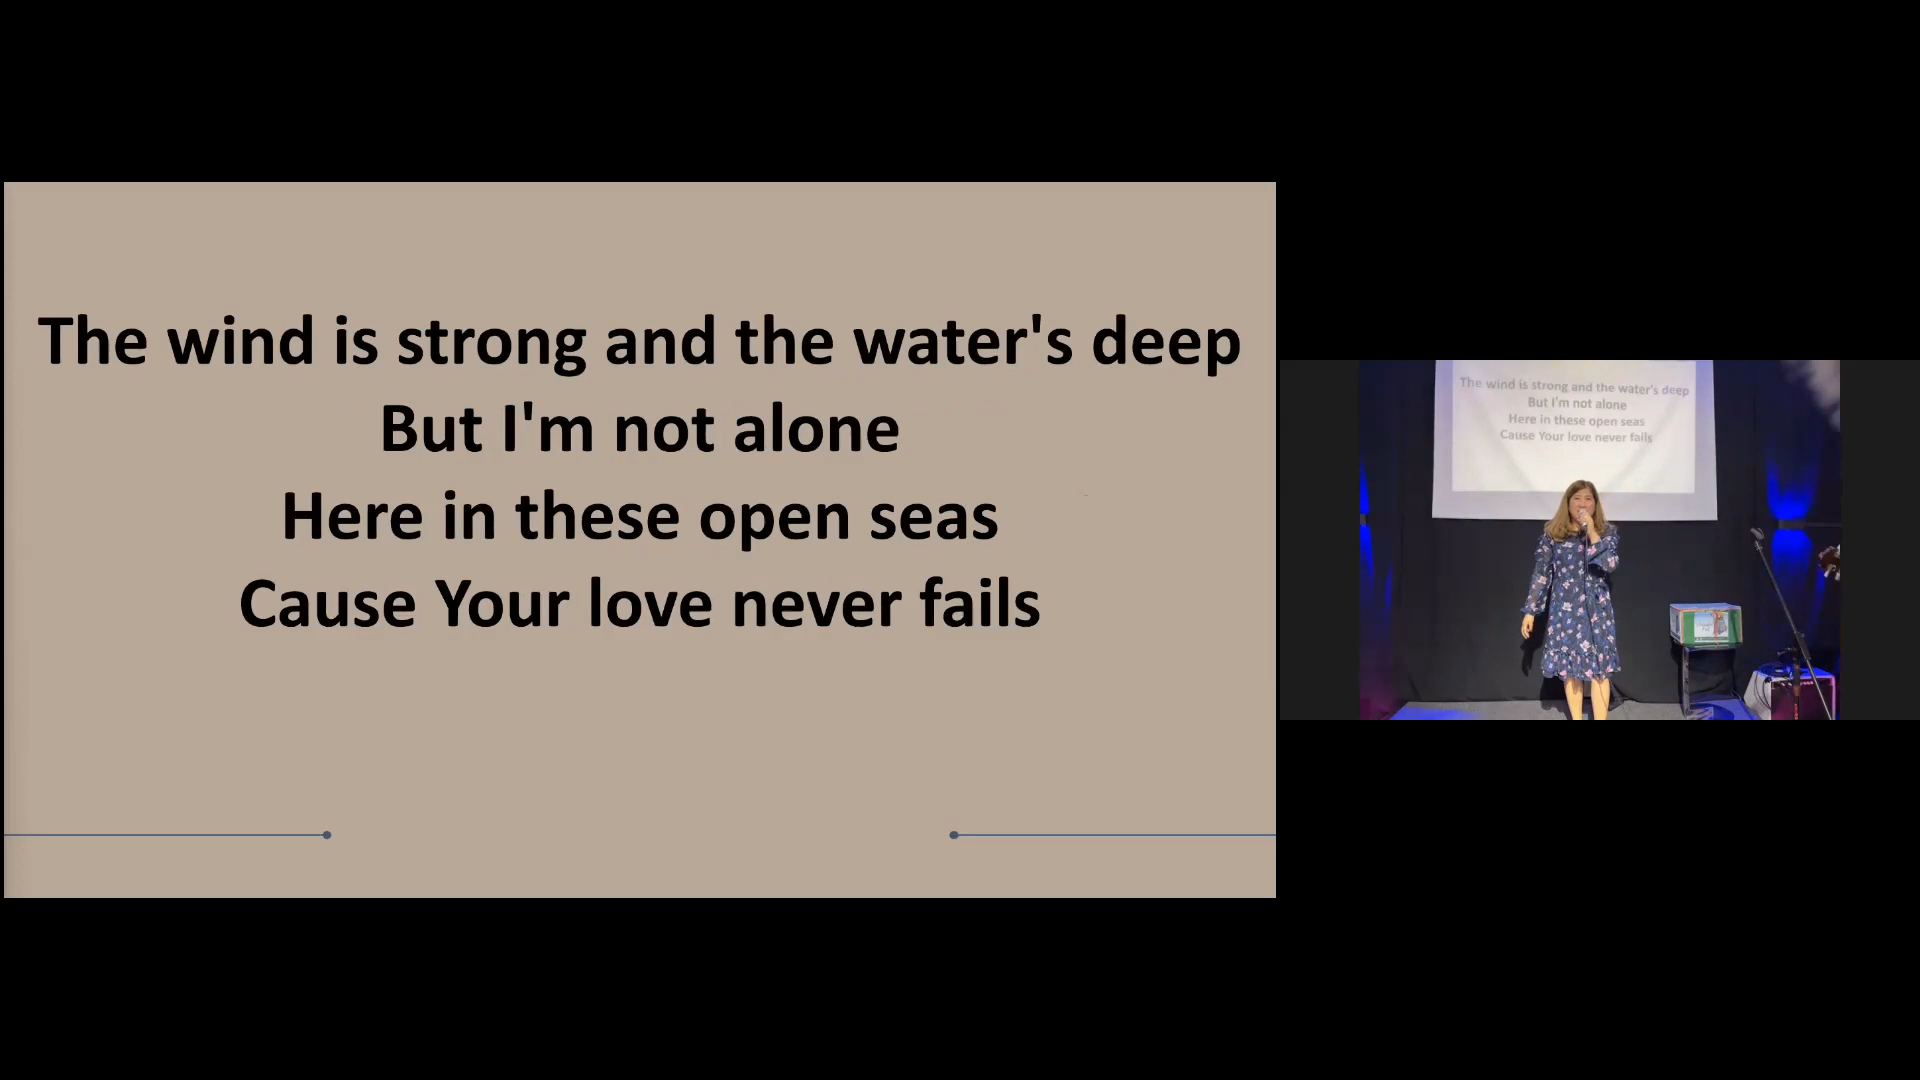 The wind is strong and the water's deep
But I'm not alone
Here in these open seas
Cause Your love never fails
The wind is strong and the water's deep
But I'm not alone
Here in these open seas
Cause Your love never fails